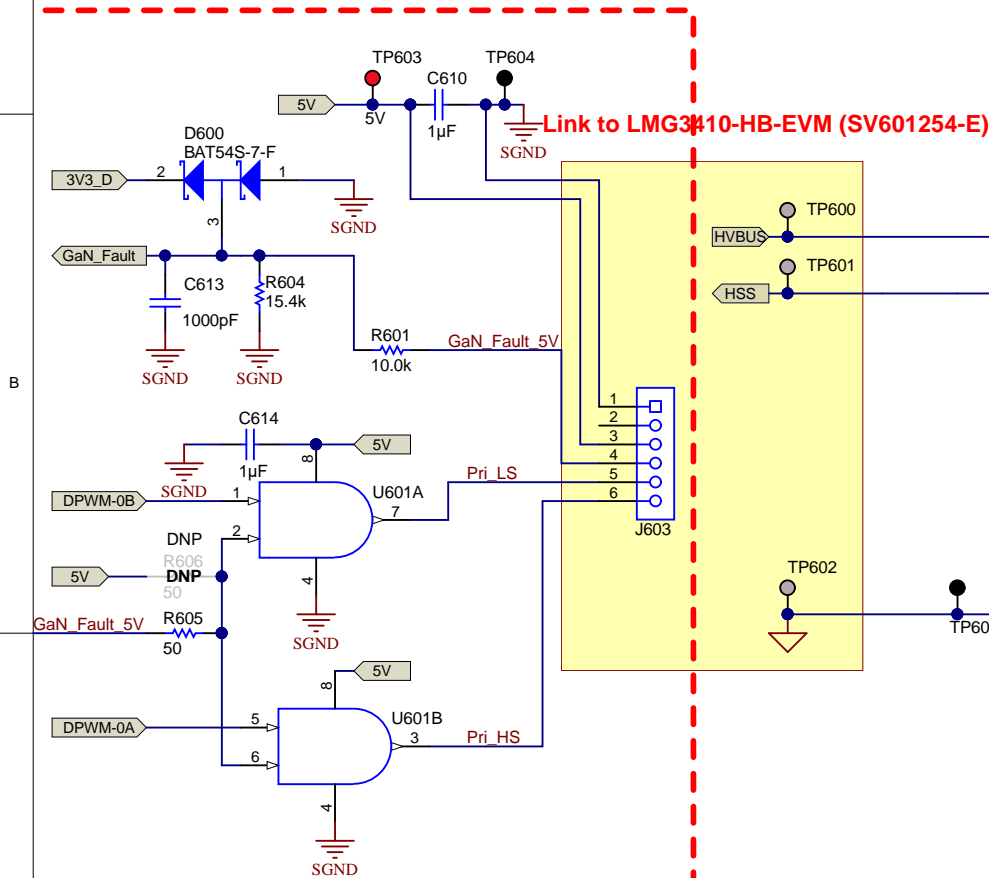 TP603
TP604
C610
5V
5V
1µF
SGND
Link to LMG3410-HB-EVM (SV601254-E)
D600
BAT54S-7-F
3V3_D
2
1
3
SGND
TP600
HVBUS
TP601
HSS
GaN_Fault
C613
1000pF
R604
15.4k
SGND
SGND
R601
10.0k
GaN_Fault_5V
B
1
2
3
4
5
6
J603
C614
1µF
SGND
5V
8
DPWM-0B
1
2
U601A
7
Pri_LS
4
SGND
DNP
R606
DNP
50
5V
GaN_Fault_5V
R605
50
TP602
TP60
5V
8
DPWM-0A
5
6
U601B
3
Pri_HS
4
SGND